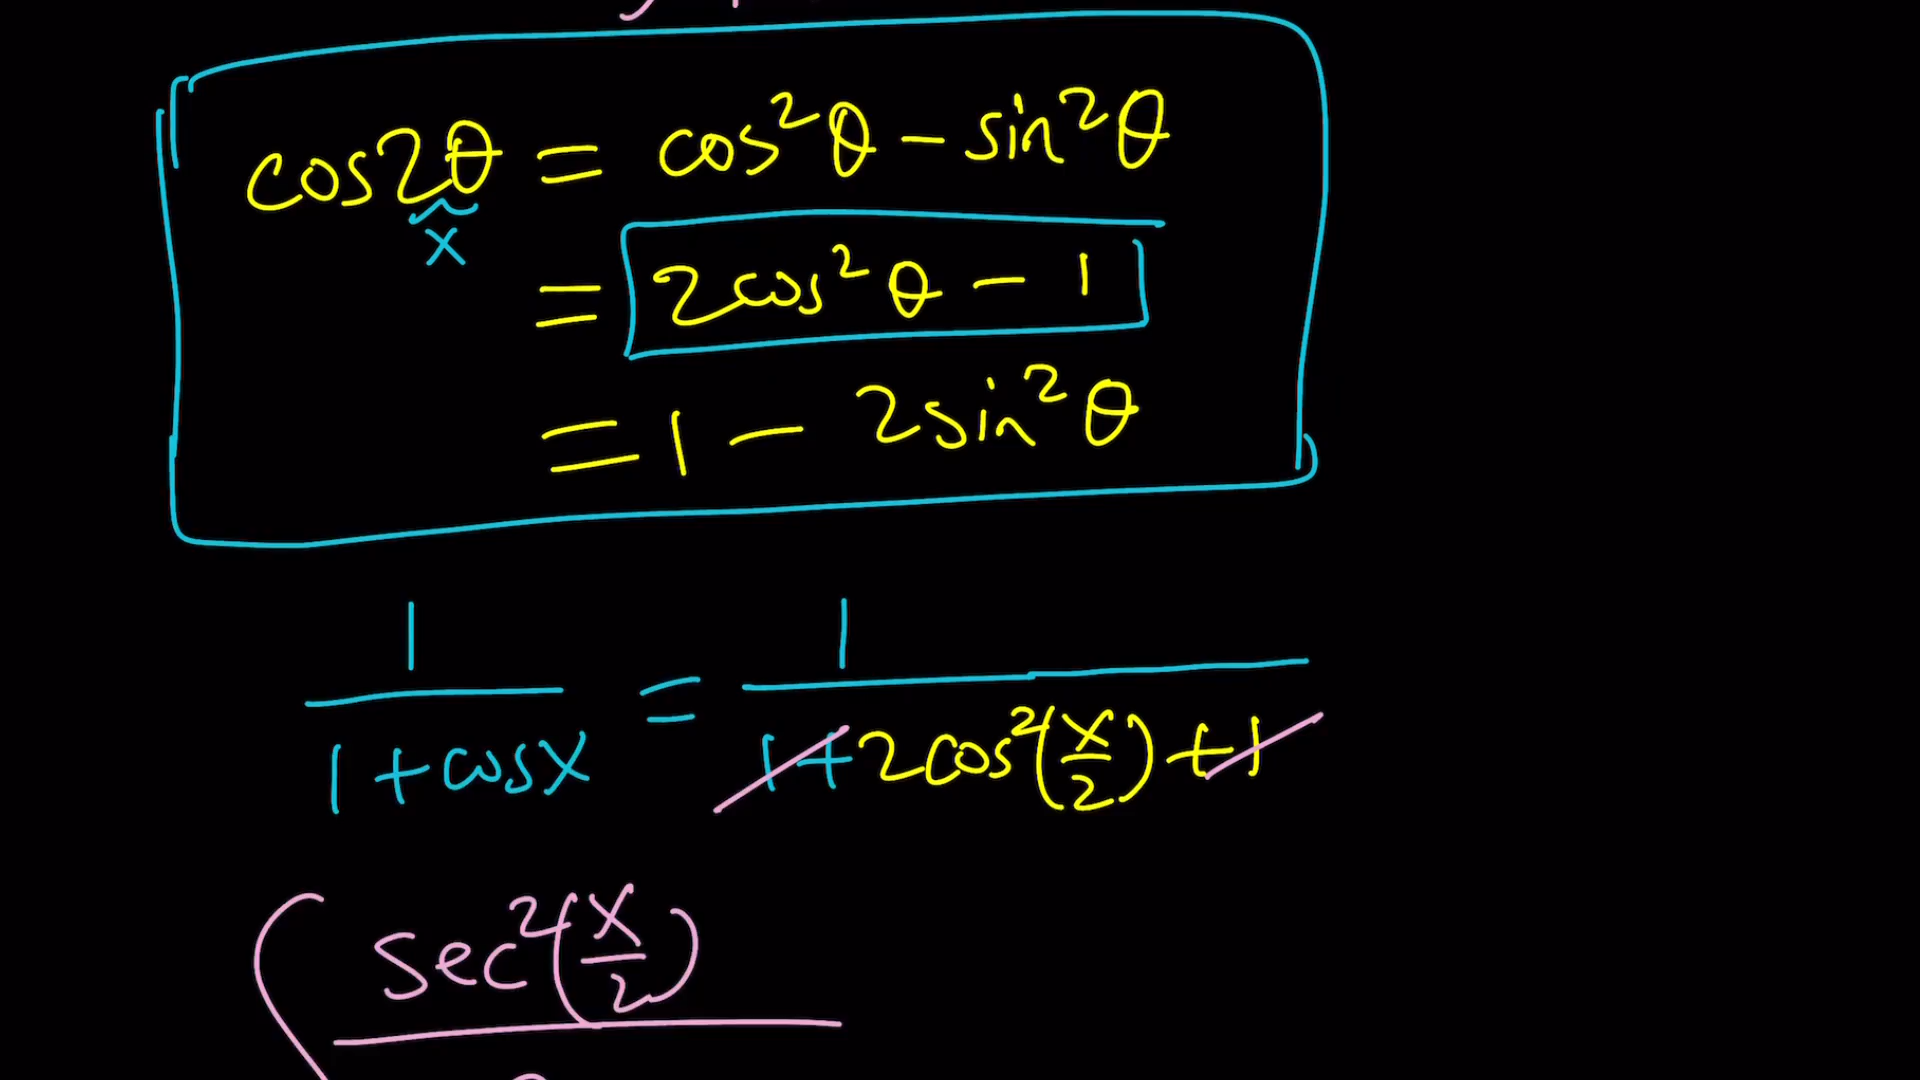 cos2θ = cos²θ − sin²θ
x
= 2cos²θ − 1
= 1 − 2sin²θ
1/(1+cosx) = 1/(1+2cos²(x/2)+1)
sec²(x/2)